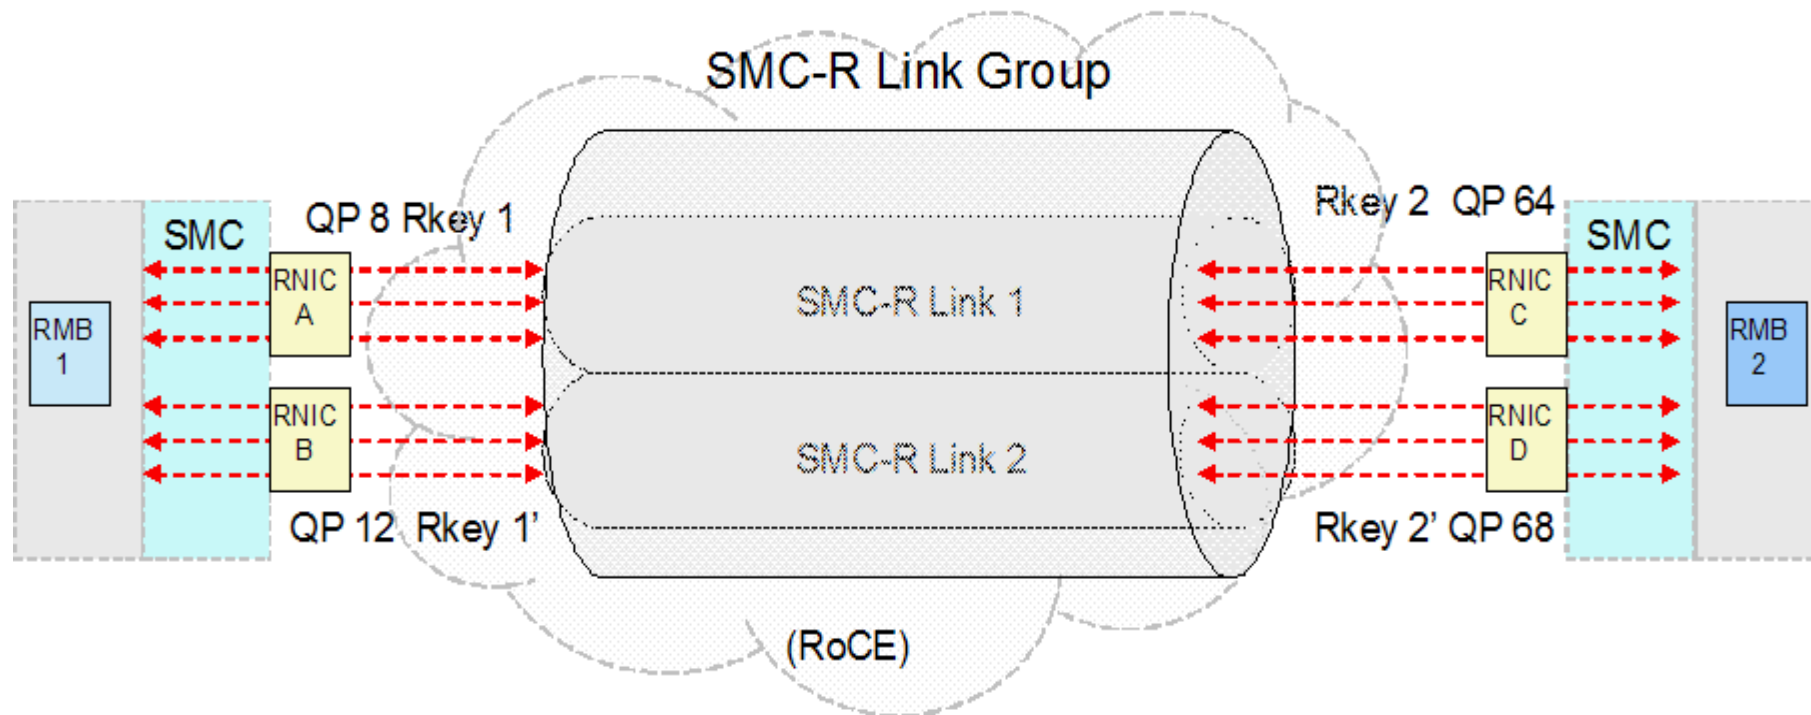 SMC-R Link Group
QP 8 Rkey 1
Rkey 2 QP 64
SMC
SMC
RNIC
A
RNIC
C
SMC-R Link 1
RMB
1
RMB
2
RNIC
B
RNIC
D
SMC-R Link 2
QP 12 Rkey 1'
Rkey 2' QP 68
(RoCE)